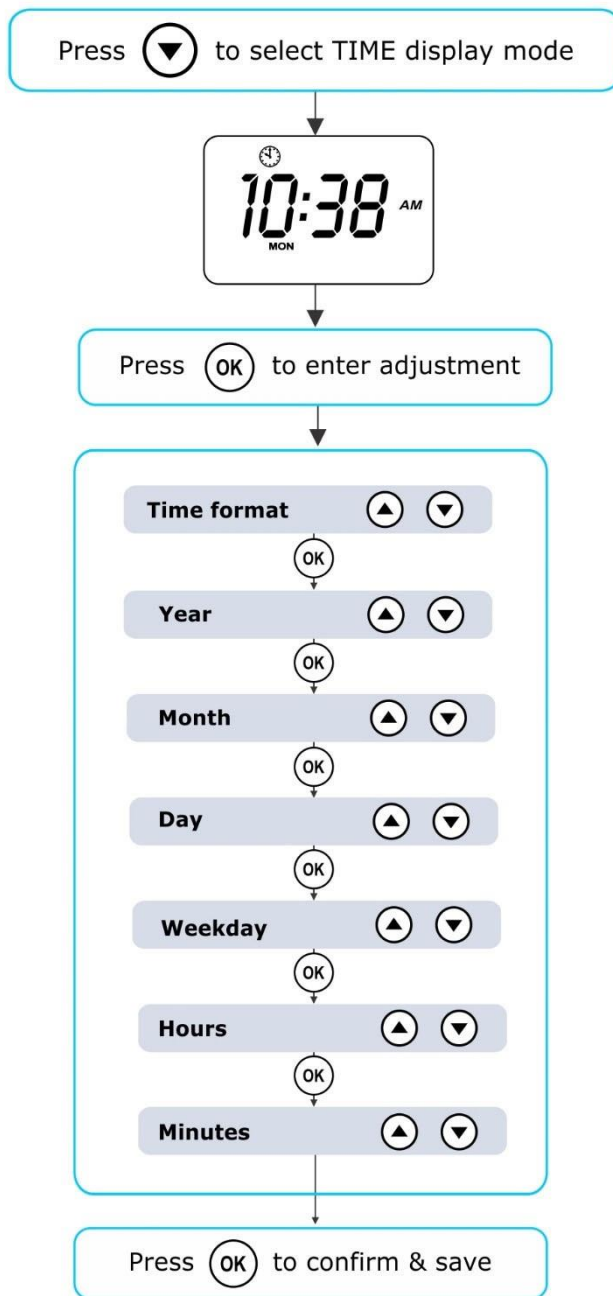 Press ▼ to select TIME display mode
10:38 AM
MON
Press OK to enter adjustment
Time format ▲ ▼
OK
Year ▲ ▼
OK
Month ▲ ▼
OK
Day ▲ ▼
OK
Weekday ▲ ▼
OK
Hours ▲ ▼
OK
Minutes ▲ ▼
Press OK to confirm & save